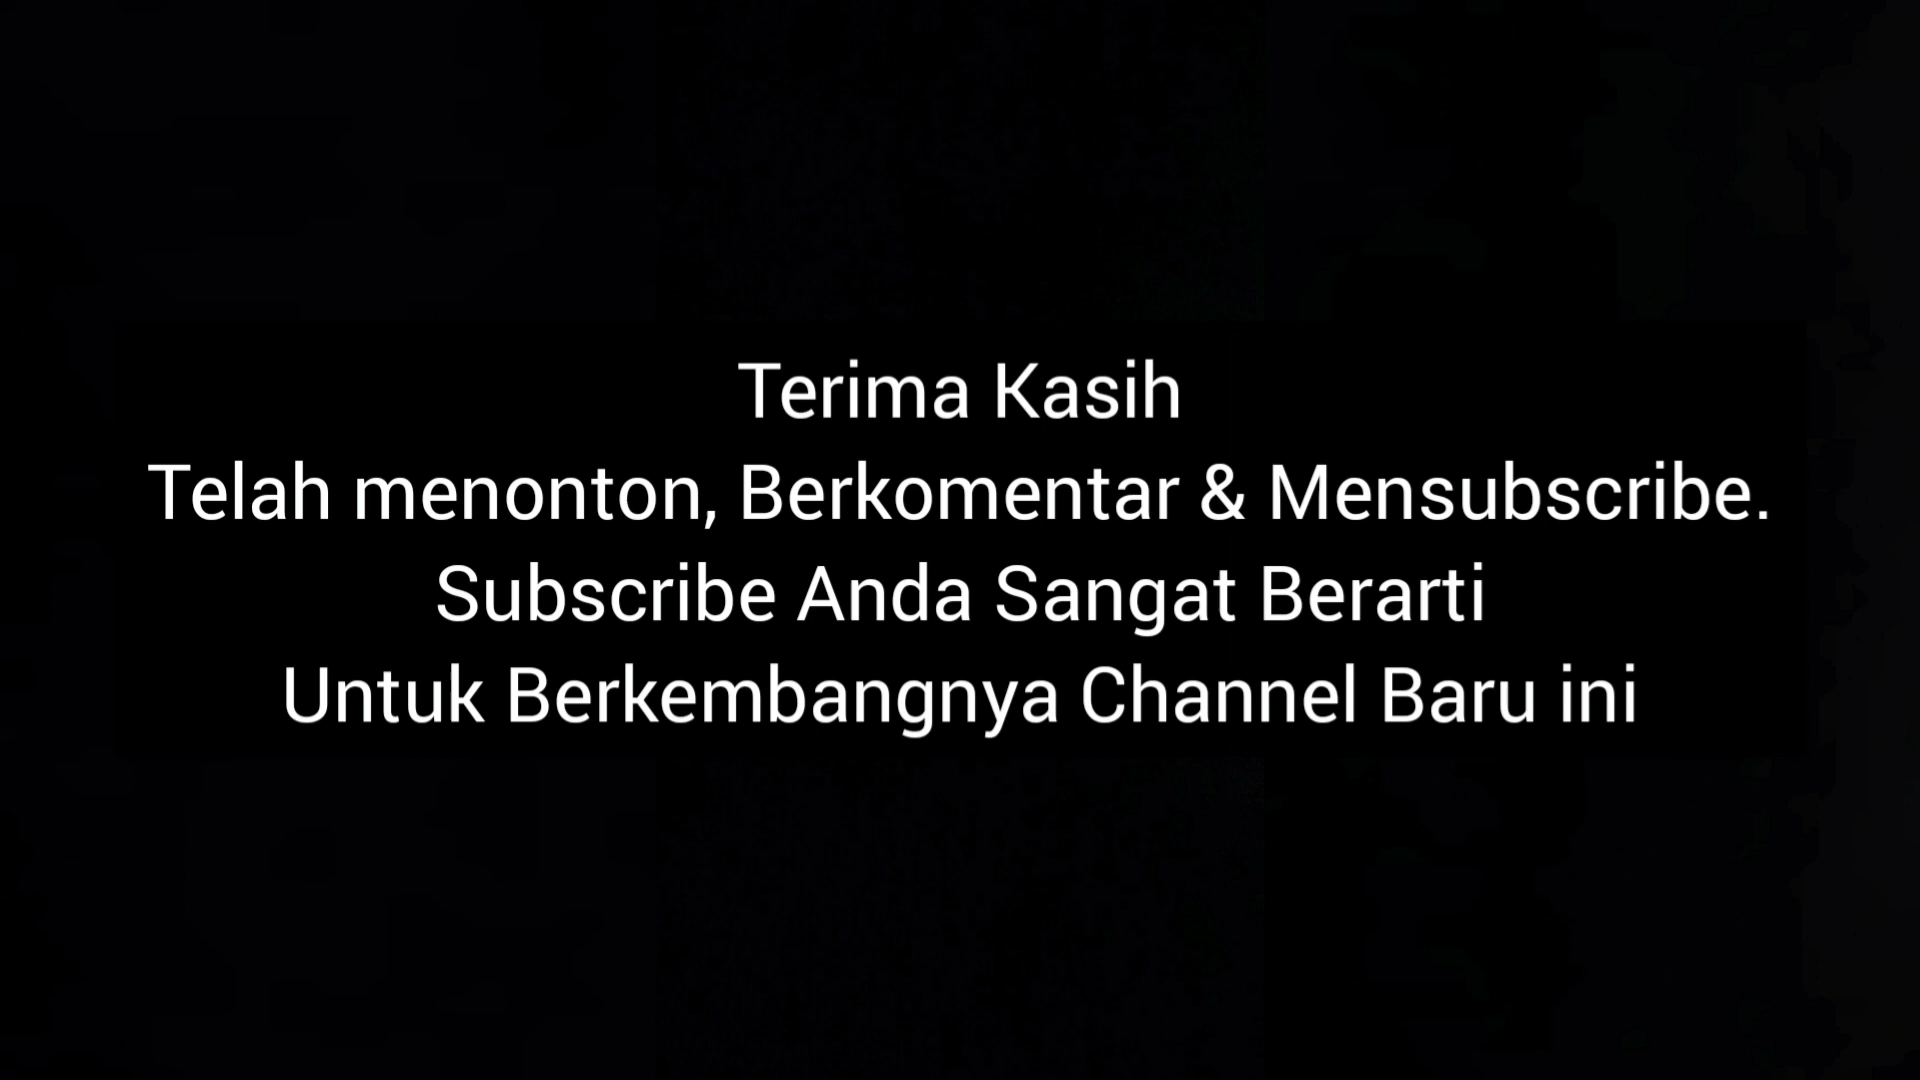 Terima Kasih
Telah menonton, Berkomentar & Mensubscribe.
Subscribe Anda Sangat Berarti
Untuk Berkembangnya Channel Baru ini